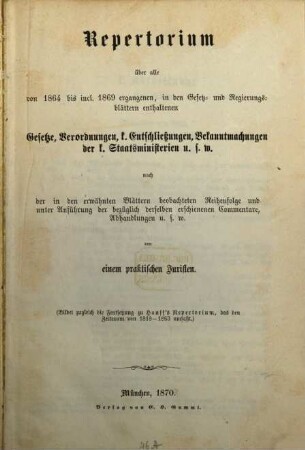 Repertorium
über alle
von 1864 bis incl. 1869 ergangenen, in den Gesetz- und Regierungs-
blättern enthaltenen
Gesetze, Verordnungen, k. Entschließungen, Bekanntmachungen
der k. Staatsministerien u. s. w.
nach
der in den erwähnten Blättern beobachteten Reihenfolge und
unter Anführung der bezüglich derselben erschienenen Commentare,
Abhandlungen u. s. w.
von
einem praktischen Juristen.
(Bildet zugleich die Fortsetzung zu Hauff's Repertorium, das den
Zeitraum von 1818-1863 umfaßt.)
München, 1870.
Verlag von E. H. Gummi.